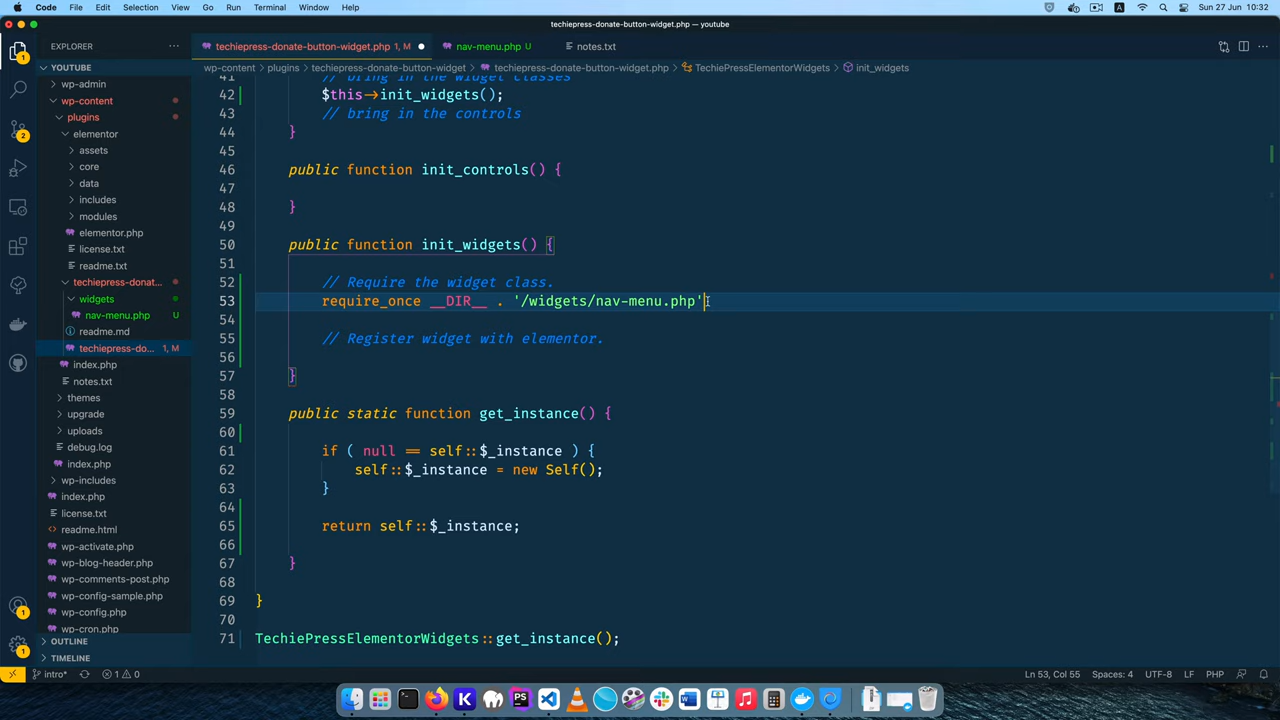 Code File Edit Selection View Go Run Terminal Window Help Sun 27 Jun 10:32
techiepress-donate-button-widget.php — youtube
EXPLORER
techiepress-donate-button-widget.php 1, M
nav-menu.php U
notes.txt
wp-content > plugins > techiepress-donate-button-widget > techiepress-donate-button-widget.php > TechiePressElementorWidgets > init_widgets
YOUTUBE
wp-admin
wp-content
plugins
elementor
assets
core
data
includes
modules
elementor.php
license.txt
readme.txt
techiepress-donat...
widgets
nav-menu.php U
readme.md
techiepress-do... 1, M
index.php
notes.txt
themes
upgrade
uploads
debug.log
index.php
wp-includes
index.php
license.txt
readme.html
wp-activate.php
wp-blog-header.php
wp-comments-post.php
wp-config-sample.php
wp-config.php
wp-cron.php
OUTLINE
TIMELINE
41 // bring in the widget classes
42 $this->init_widgets();
43 // bring in the controls
44 }
45
46 public function init_controls() {
47
48 }
49
50 public function init_widgets() {
51
52 // Require the widget class.
53 require_once __DIR__ . '/widgets/nav-menu.php'
54
55 // Register widget with elementor.
56
57 }
58
59 public static function get_instance() {
60
61 if ( null == self::$_instance ) {
62 self::$_instance = new Self();
63 }
64
65 return self::$_instance;
66
67 }
68
69 }
70
71 TechiePressElementorWidgets::get_instance();
intro* 1 0 Ln 53, Col 55 Spaces: 4 UTF-8 LF PHP